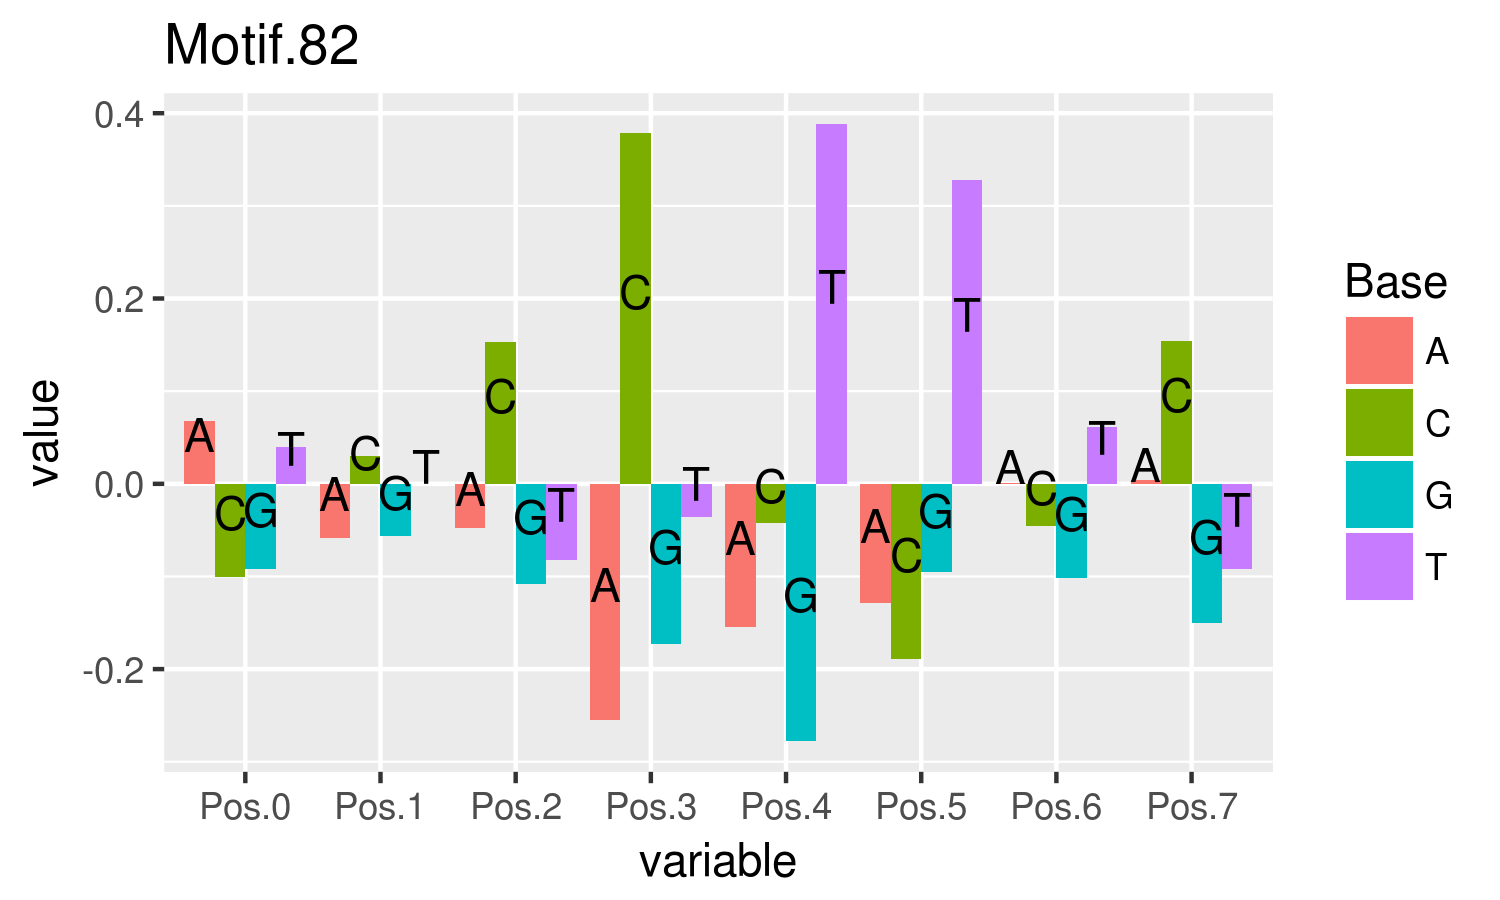 Motif.82
0.4
0.2
0.0
-0.2
value
A C G T A C G T A C G T A C G T A C G T A C G T A C G T A C G T
Pos.0 Pos.1 Pos.2 Pos.3 Pos.4 Pos.5 Pos.6 Pos.7
variable
Base
A
C
G
T